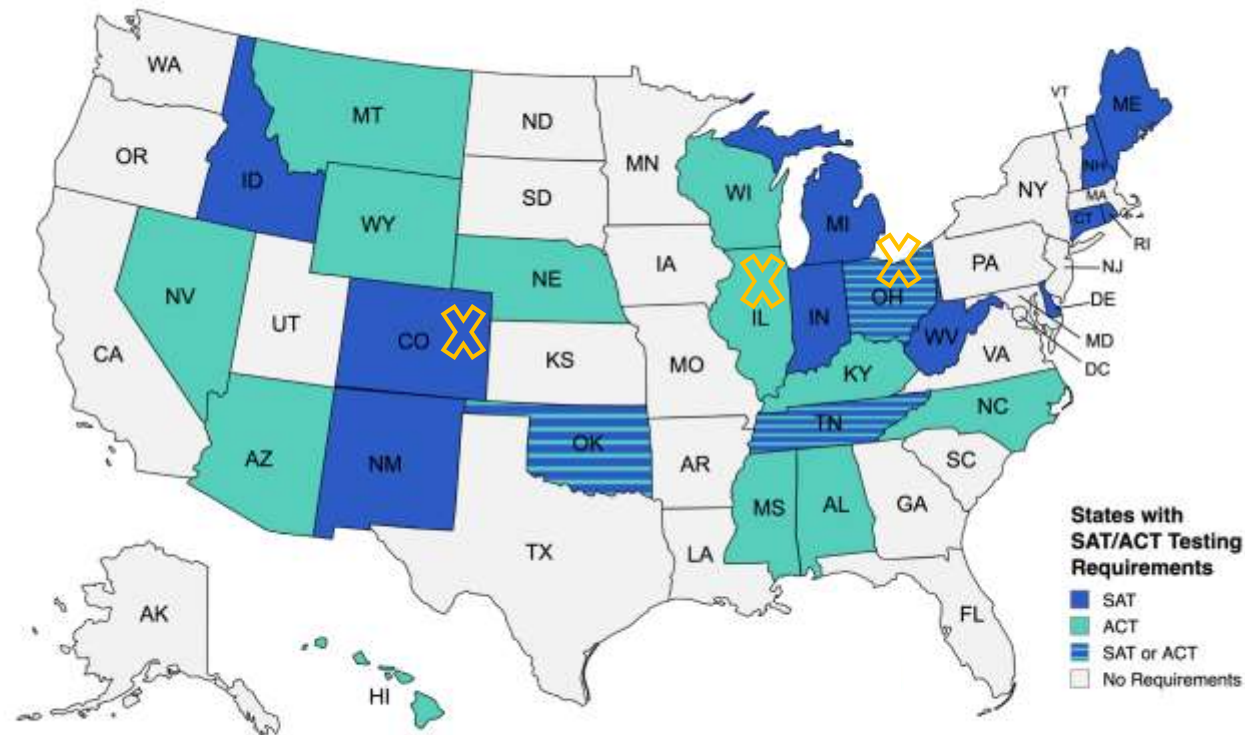 WA
MT
ND
MN
VT
ME
OR
ID
SD
WI
NH
NY
MA
WY
MI
CT
RI
IA
PA
NE
NJ
NV
OH
UT
IL
IN
DE
CO
WV
MD
CA
KS
MO
VA
DC
KY
NC
TN
AZ
OK
NM
AR
SC
MS
AL
GA
States with
SAT/ACT Testing
Requirements
TX
LA
SAT
AK
FL
ACT
SAT or ACT
No Requirements
HI